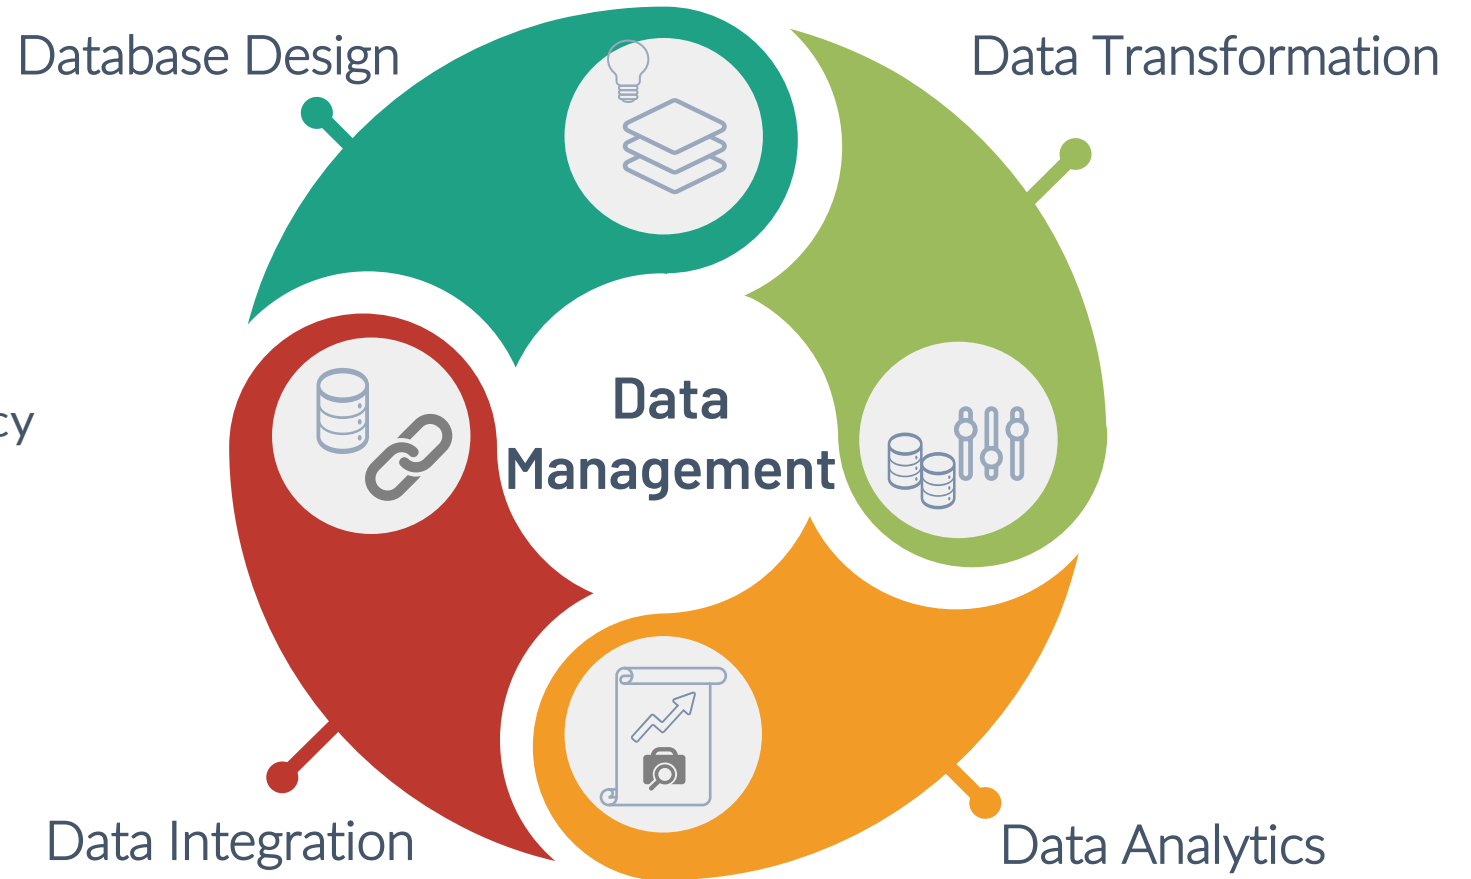 Database Design
Data Transformation
Data
Management
Data Integration
Data Analytics